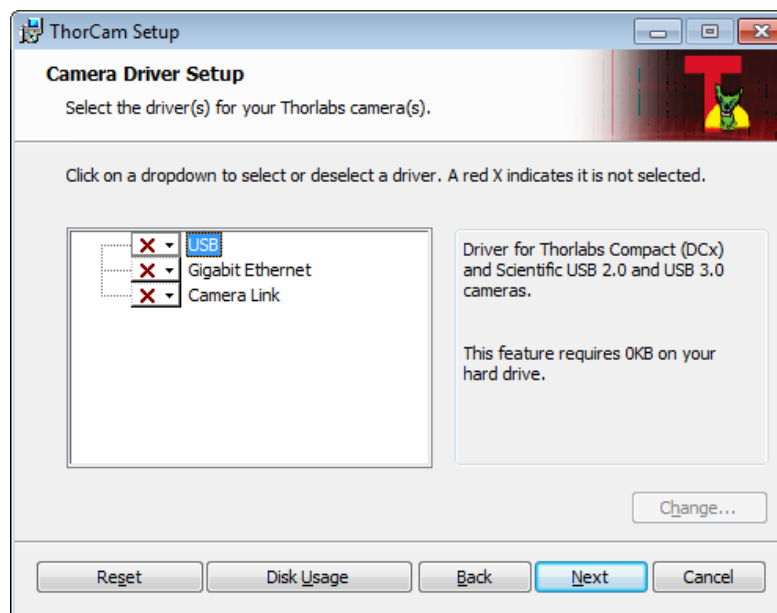 ThorCam Setup
Camera Driver Setup
Select the driver(s) for your Thorlabs camera(s).
Click on a dropdown to select or deselect a driver. A red X indicates it is not selected.
USB
Gigabit Ethernet
Camera Link
Driver for Thorlabs Compact (DCx)
and Scientific USB 2.0 and USB 3.0
cameras.
This feature requires 0KB on your
hard drive.
Change...
Reset
Disk Usage
Back
Next
Cancel